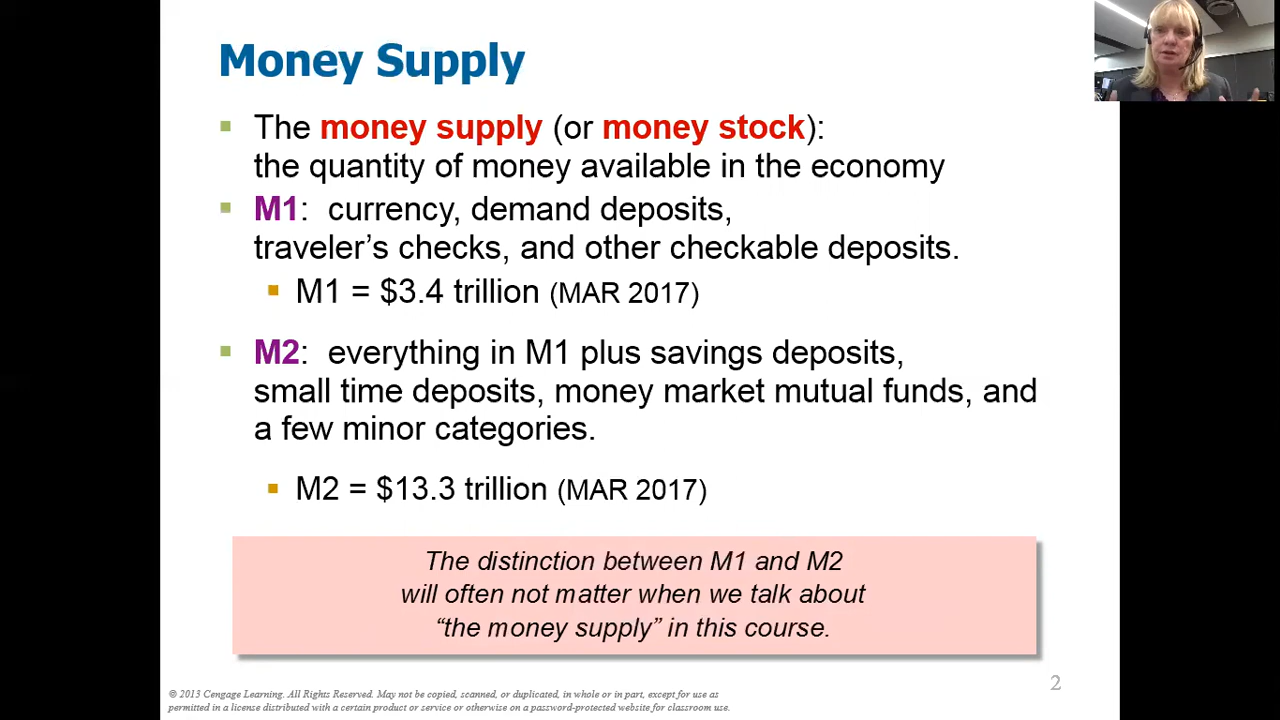 Money Supply
▪ The money supply (or money stock):
the quantity of money available in the economy
▪ M1: currency, demand deposits,
traveler’s checks, and other checkable deposits.
▪ M1 = $3.4 trillion (MAR 2017)
▪ M2: everything in M1 plus savings deposits,
small time deposits, money market mutual funds, and
a few minor categories.
▪ M2 = $13.3 trillion (MAR 2017)
The distinction between M1 and M2
will often not matter when we talk about
“the money supply” in this course.
© 2013 Cengage Learning. All Rights Reserved. May not be copied, scanned, or duplicated, in whole or in part, except for use as
permitted in a license distributed with a certain product or service or otherwise on a password-protected website for classroom use.
2